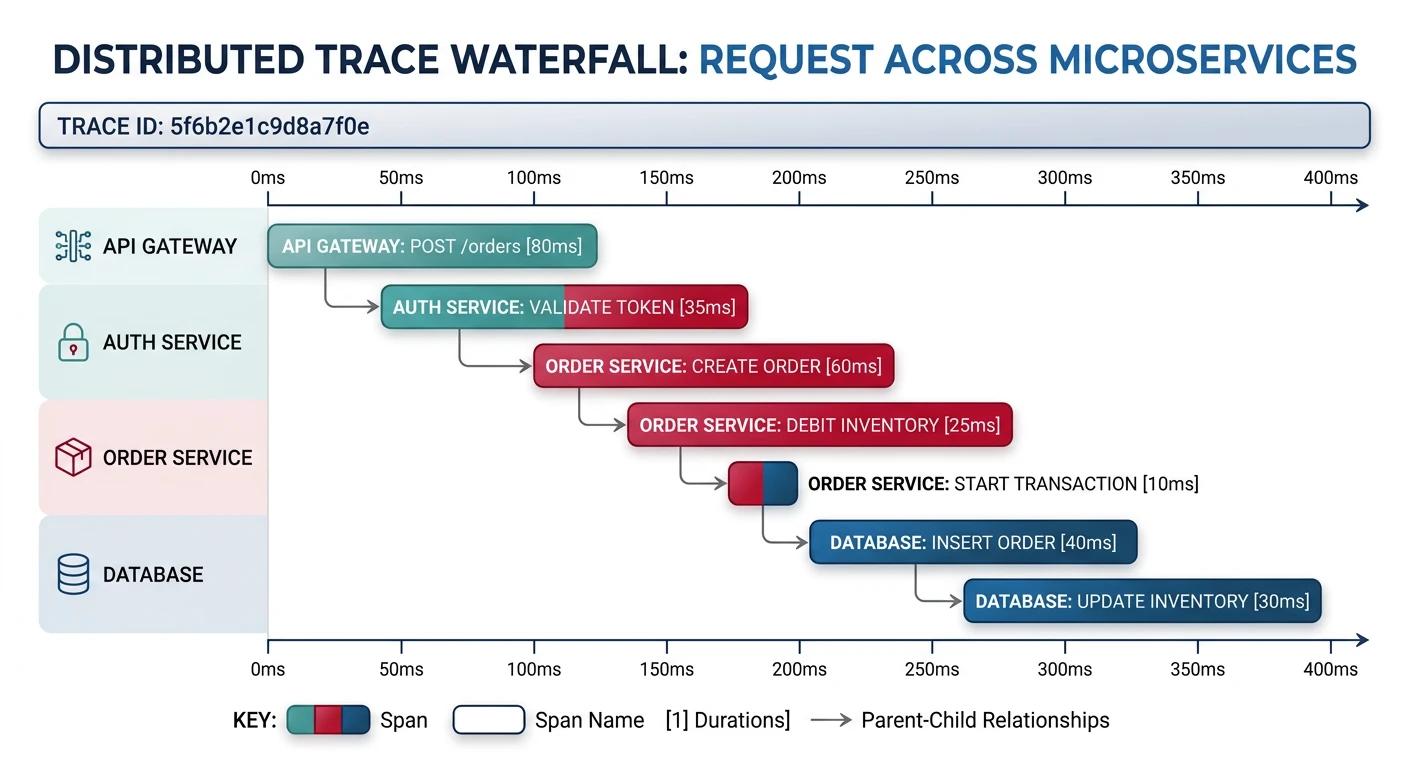 DISTRIBUTED TRACE WATERFALL: REQUEST ACROSS MICROSERVICES
TRACE ID: 5f6b2e1c9d8a7f0e
0ms 50ms 100ms 150ms 200ms 250ms 300ms 350ms 400ms
API GATEWAY
API GATEWAY: POST /orders [80ms]
AUTH SERVICE: VALIDATE TOKEN [35ms]
AUTH SERVICE
ORDER SERVICE: CREATE ORDER [60ms]
ORDER SERVICE: DEBIT INVENTORY [25ms]
ORDER SERVICE
ORDER SERVICE: START TRANSACTION [10ms]
DATABASE: INSERT ORDER [40ms]
DATABASE
DATABASE: UPDATE INVENTORY [30ms]
0ms 50ms 100ms 150ms 200ms 250ms 300ms 350ms 400ms
KEY: Span Span Name [1] Durations] Parent-Child Relationships